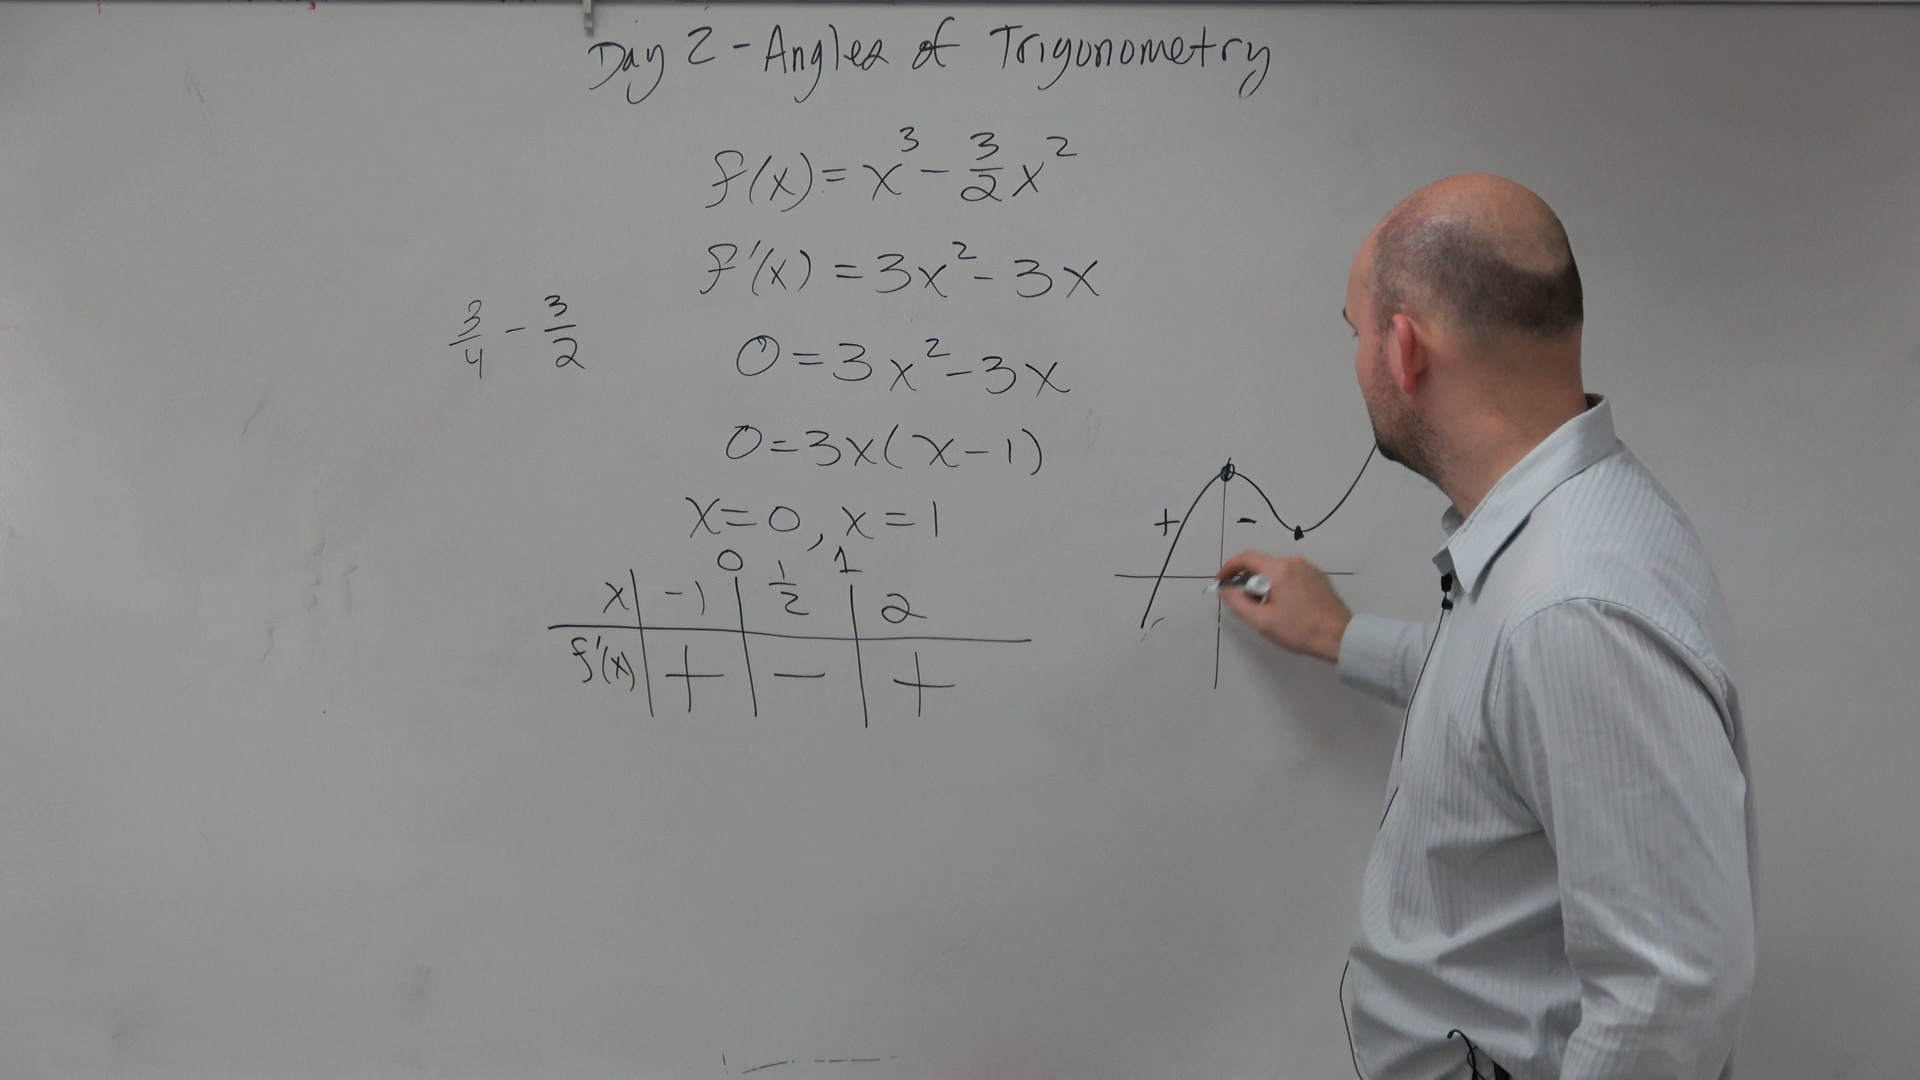 Day 2 - Angles of Trigonometry
f(x) = x³ - 3/2 x²
f'(x) = 3x² - 3x
3/4 - 3/2
0 = 3x² - 3x
0 = 3x(x - 1)
x = 0, x = 1
0 1
x -1 1/2 2
f'(x) + - +
+ -